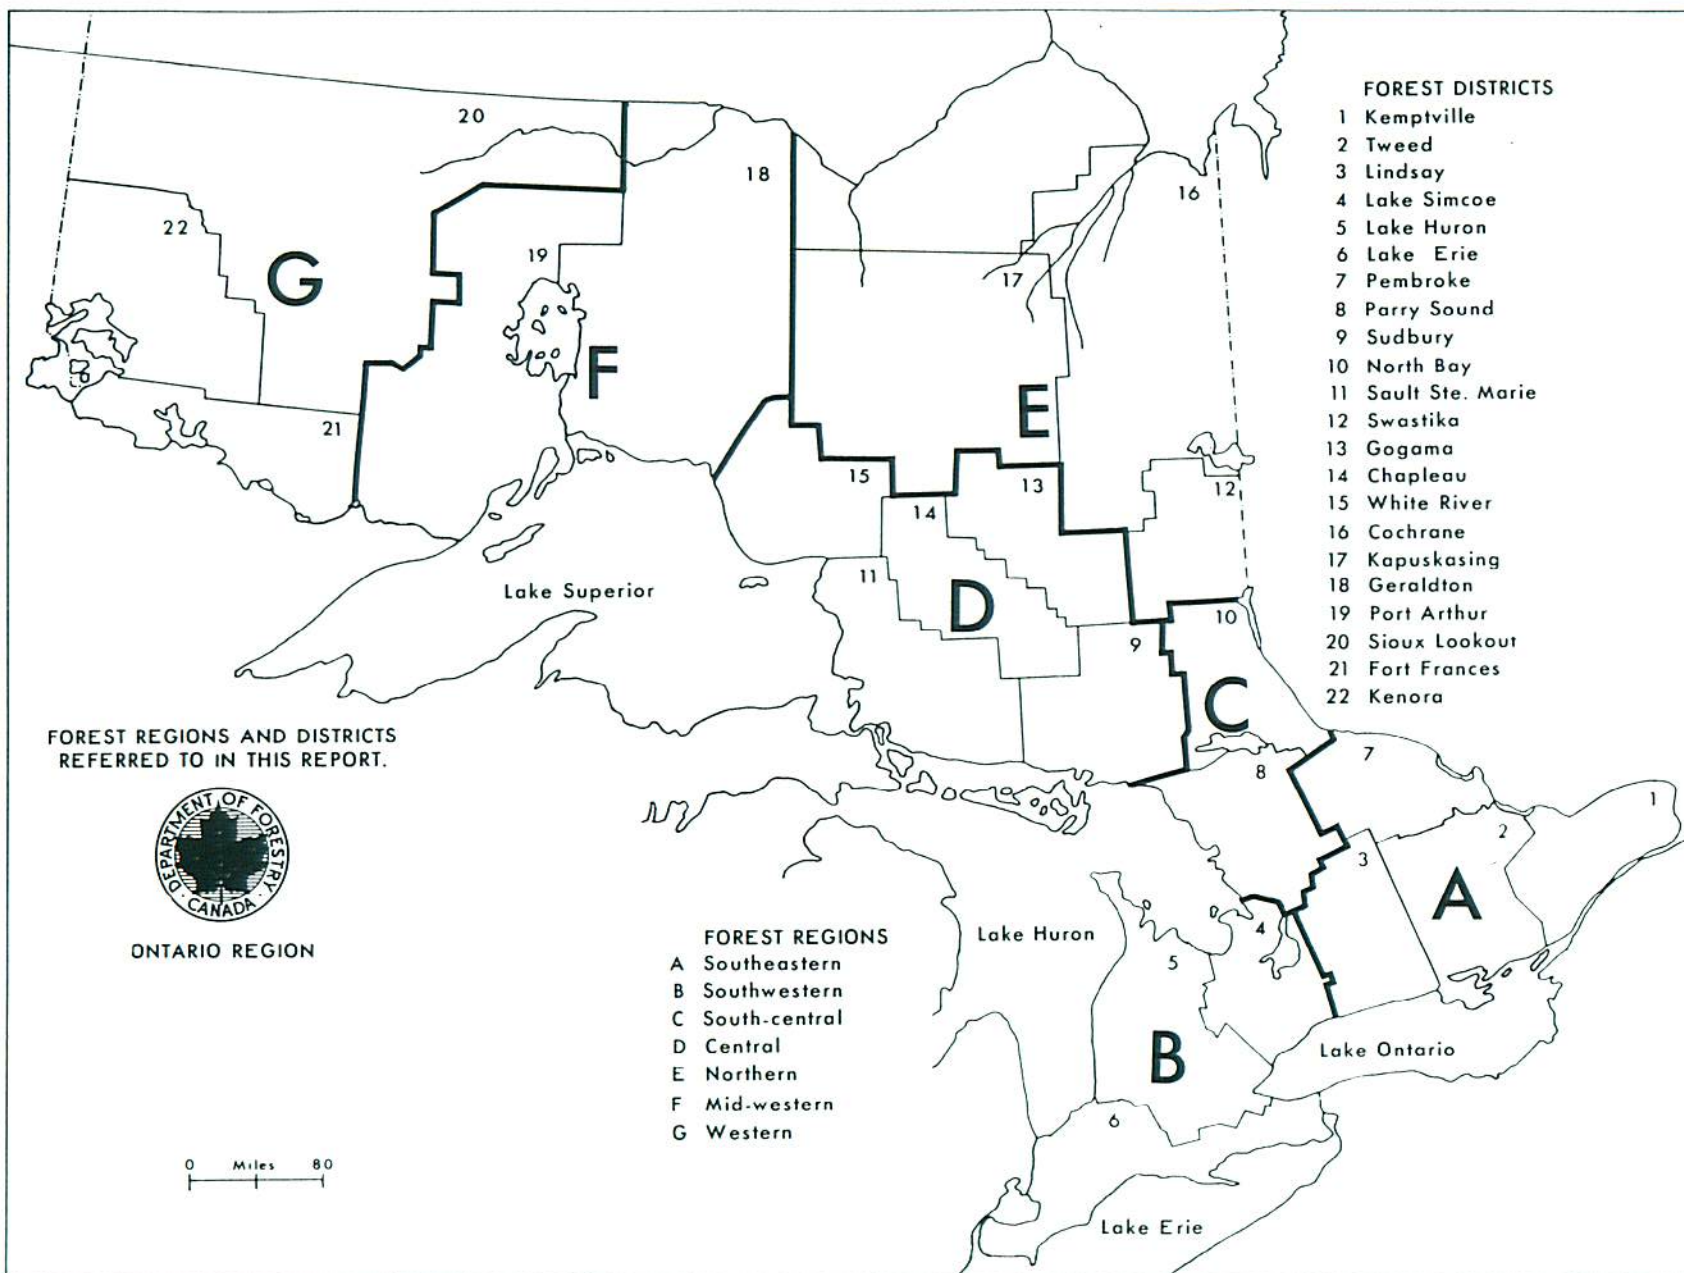 20
18
16
22
19
17
G
F
E
21
15
13
12
14
11
Lake Superior
D
10
9
C
8
7
1
2
3
A
4
5
Lake Huron
B
Lake Ontario
6
Lake Erie
FOREST DISTRICTS
1 Kemptville
2 Tweed
3 Lindsay
4 Lake Simcoe
5 Lake Huron
6 Lake Erie
7 Pembroke
8 Parry Sound
9 Sudbury
10 North Bay
11 Sault Ste. Marie
12 Swastika
13 Gogama
14 Chapleau
15 White River
16 Cochrane
17 Kapuskasing
18 Geraldton
19 Port Arthur
20 Sioux Lookout
21 Fort Frances
22 Kenora
FOREST REGIONS AND DISTRICTS
REFERRED TO IN THIS REPORT.
DEPARTMENT OF FORESTRY
· CANADA ·
ONTARIO REGION
FOREST REGIONS
A Southeastern
B Southwestern
C South-central
D Central
E Northern
F Mid-western
G Western
0 Miles 80